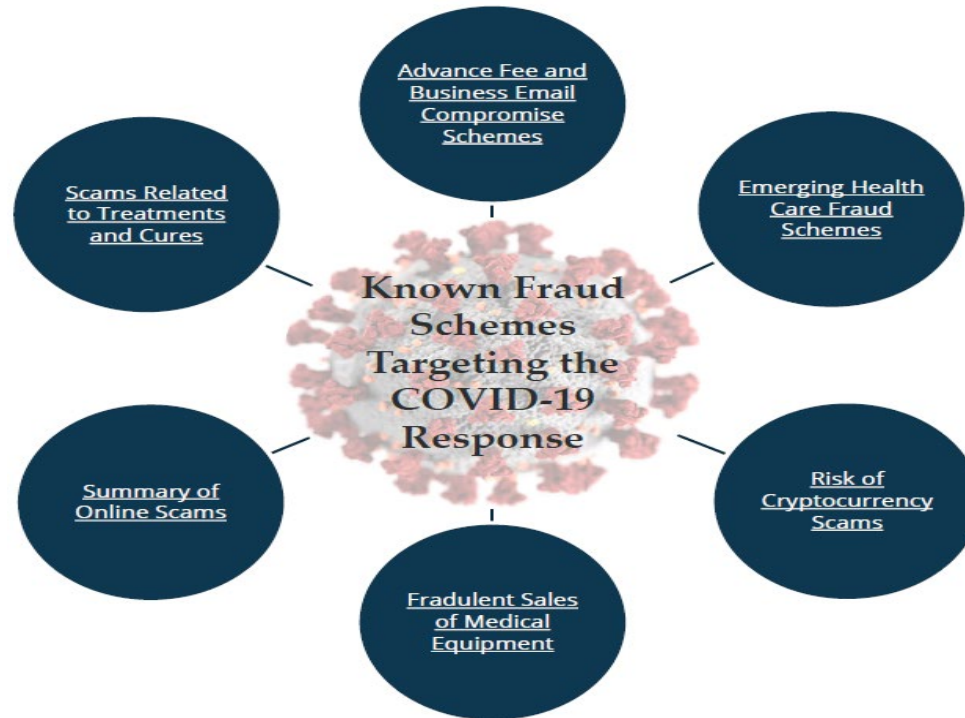 Advance Fee and
Business Email
Compromise
Schemes
Scams Related
to Treatments
and Cures
Emerging Health
Care Fraud
Schemes
Known Fraud
Schemes
Targeting the
COVID-19
Response
Summary of
Online Scams
Risk of
Cryptocurrency
Scams
Fradulent Sales
of Medical
Equipment